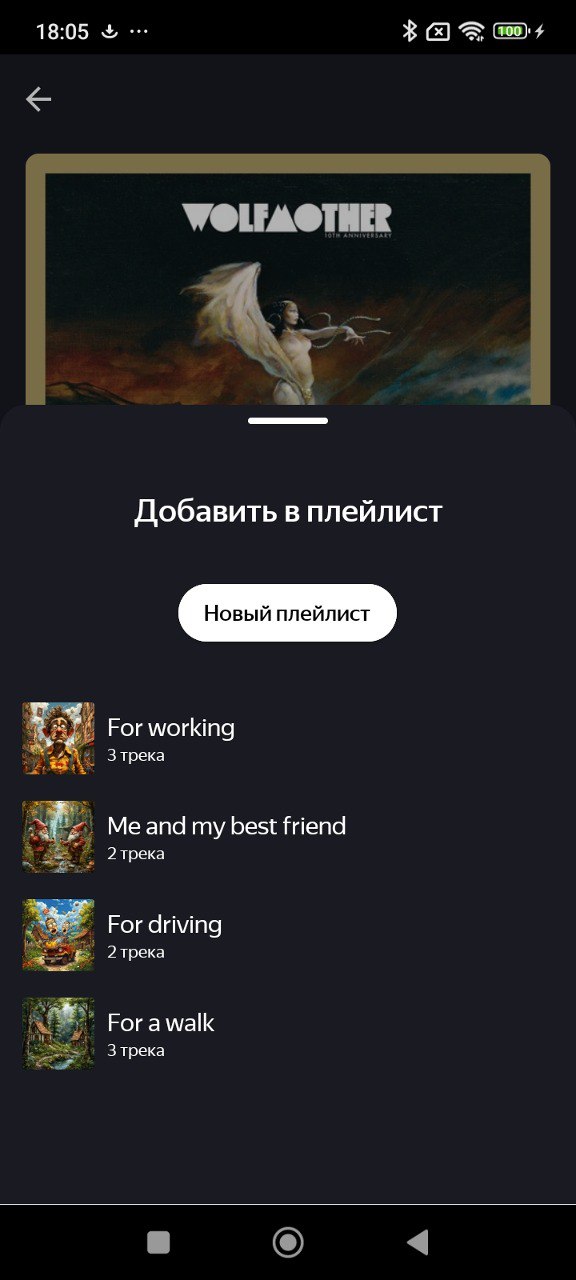 18:05
100
WOLFMOTHER
10TH ANNIVERSARY
Добавить в плейлист
Новый плейлист
For working
3 трека
Me and my best friend
2 трека
For driving
2 трека
For a walk
3 трека